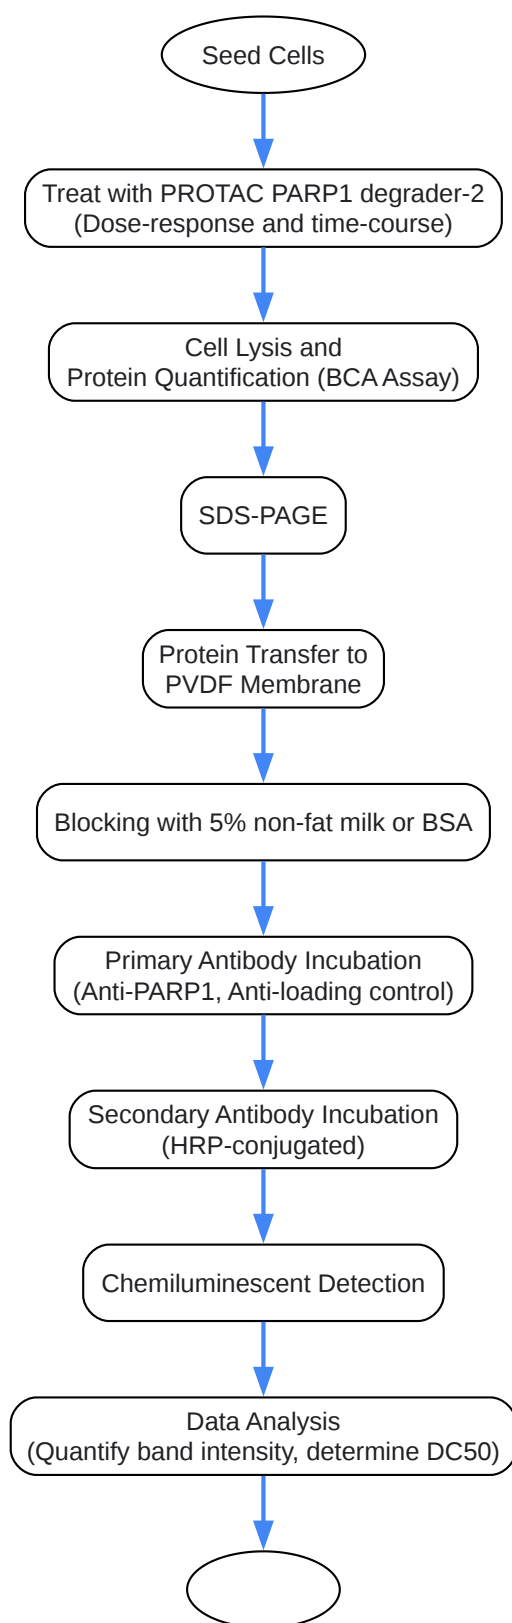 Seed Cells
Treat with PROTAC PARP1 degrader-2
(Dose-response and time-course)
Cell Lysis and
Protein Quantification (BCA Assay)
SDS-PAGE
Protein Transfer to
PVDF Membrane
Blocking with 5% non-fat milk or BSA
Primary Antibody Incubation
(Anti-PARP1, Anti-loading control)
Secondary Antibody Incubation
(HRP-conjugated)
Chemiluminescent Detection
Data Analysis
(Quantify band intensity, determine DC50)